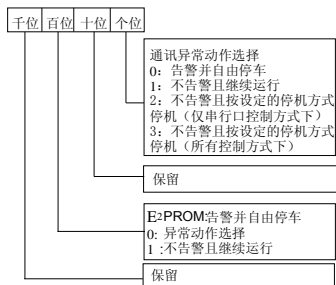 千位 百位 十位 个位
通讯异常动作选择
0：告警并自由停车
1：不告警且继续运行
2：不告警且按设定的停机方式
停机（仅串行口控制方式下）
3：不告警且按设定的停机方式
停机（所有控制方式下）
保留
E2PROM:告警并自由停车
0: 异常动作选择
1 :不告警且继续运行
保留